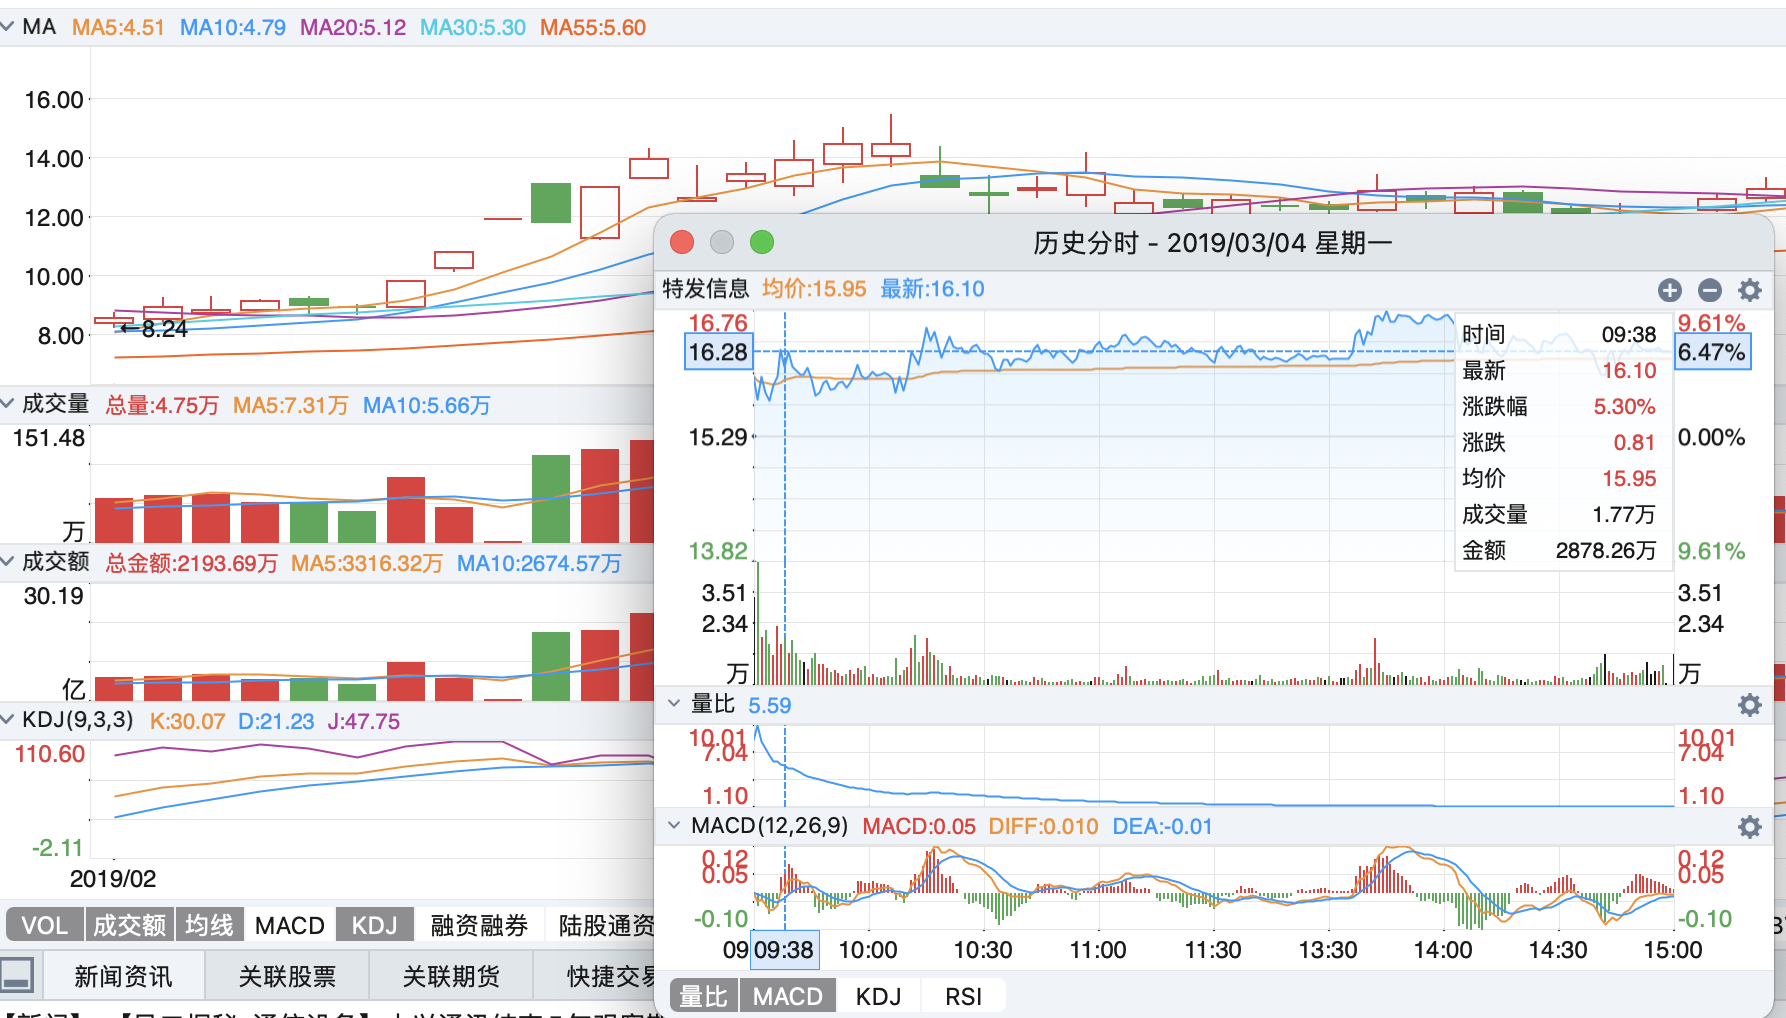 MA MA5:4.51 MA10:4.79 MA20:5.12 MA30:5.30 MA55:5.60
16.00
14.00
12.00
10.00
8.00
←8.24
成交量 总量:4.75万 MA5:7.31万 MA10:5.66万
151.48
万
成交额 总金额:2193.69万 MA5:3316.32万 MA10:2674.57万
30.19
亿
KDJ(9,3,3) K:30.07 D:21.23 J:47.75
110.60
-2.11
2019/02
VOL 成交额 均线 MACD KDJ 融资融券 陆股通资
新闻资讯 关联股票 关联期货 快捷交易
历史分时 - 2019/03/04 星期一
特发信息 均价:15.95 最新:16.10
16.76 9.61%
16.28 6.47%
15.29 0.00%
13.82 9.61%
时间 09:38
最新 16.10
涨跌幅 5.30%
涨跌 0.81
均价 15.95
成交量 1.77万
金额 2878.26万
3.51 3.51
2.34 2.34
万 万
量比 5.59
10.01 10.01
7.04 7.04
1.10 1.10
MACD(12,26,9) MACD:0.05 DIFF:0.010 DEA:-0.01
0.12 0.12
0.05 0.05
-0.10 -0.10
09 09:38 10:00 10:30 11:00 11:30 13:30 14:00 14:30 15:00
量比 MACD KDJ RSI